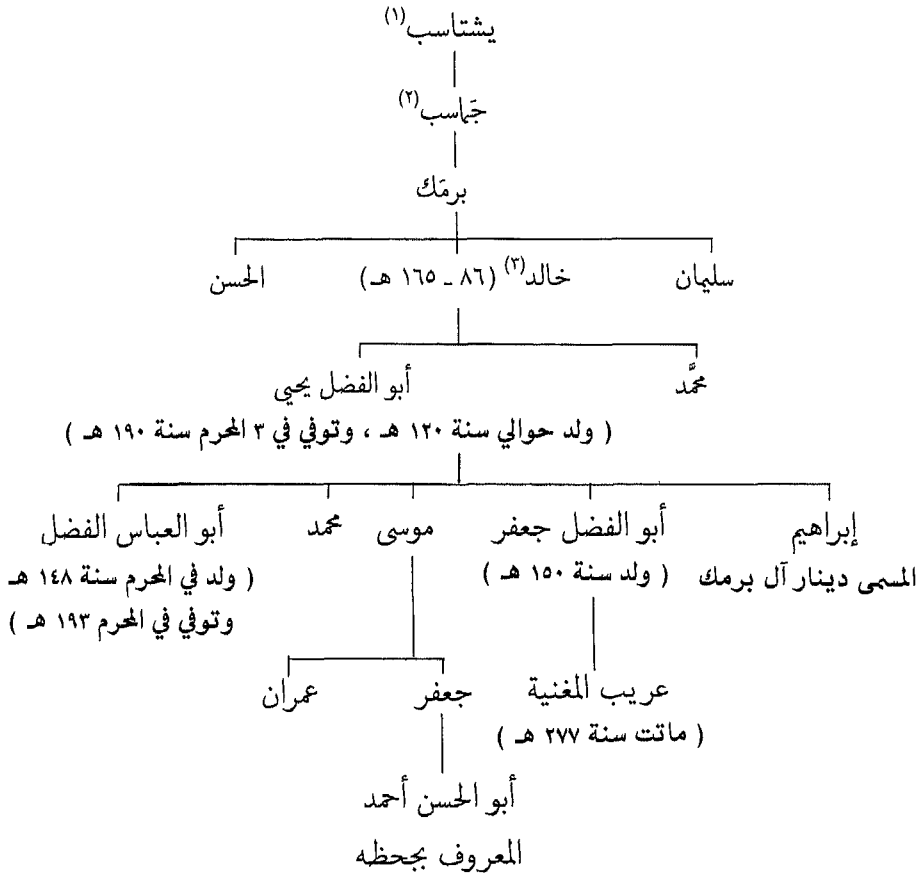 يشتاسب(١)
جَماسب(٢)
برمَك
سليمان خالد(٣) (٨٦ ـ ١٦٥ هـ) الحسن
محمَّد أبو الفضل يحيى
( ولد حوالي سنة ١٢٠ هـ ، وتوفي في ٣ المحرم سنة ١٩٠ هـ )
إبراهيم أبو الفضل جعفر موسى محمد أبو العباس الفضل
المسمى دينار آل برمك ( ولد سنة ١٥٠ هـ ) ( ولد في المحرم سنة ١٤٨ هـ
وتوفي في المحرم ١٩٣ هـ )
عريب المغنية جعفر عمران
( ماتت سنة ٢٧٧ هـ )
أبو الحسن أحمد
المعروف بجحظه